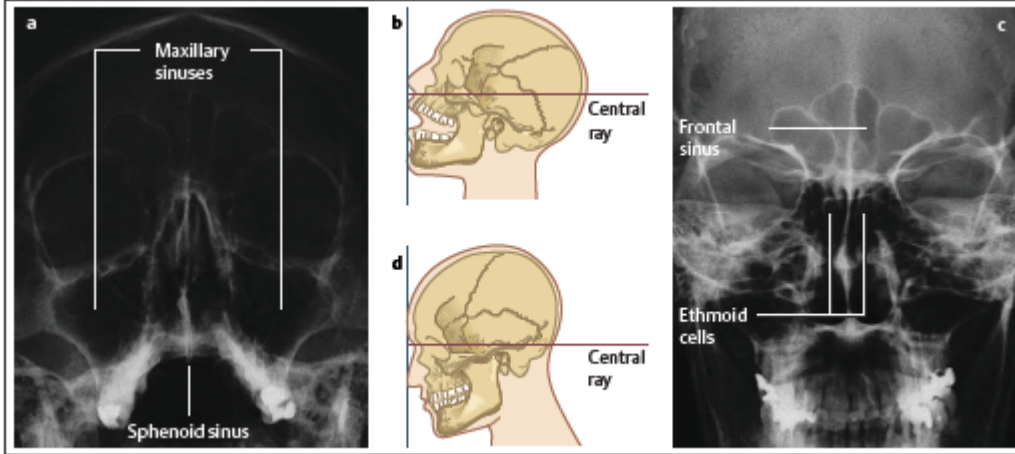 a
Maxillary
sinuses
Sphenoid sinus
b
Central
ray
d
Central
ray
c
Frontal
sinus
Ethmoid
cells